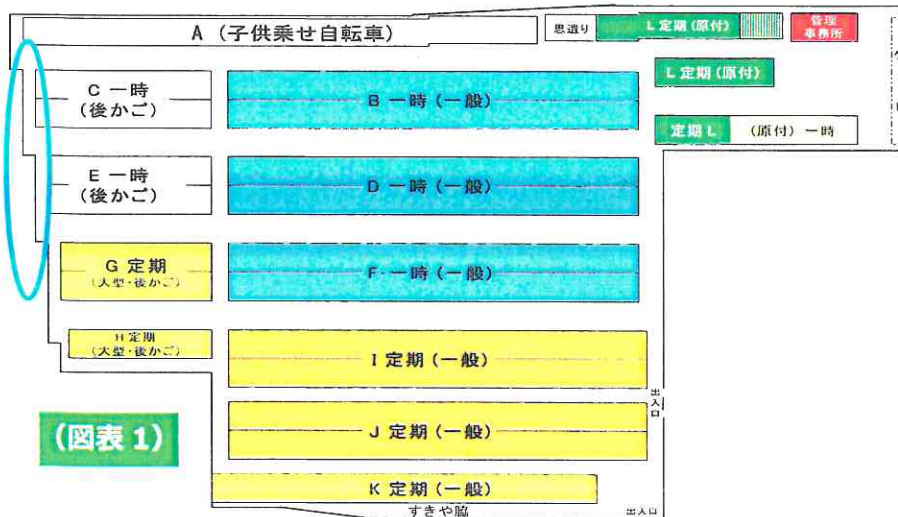 A (子供乗せ自転車)
思遣り
L 定期 (原付)
管理
事務所
C 一時
(後かご)
B 一時 (一般)
L 定期 (原付)
定期 L
(原付) 一時
E 一時
(後かご)
D 一時 (一般)
G 定期
(大型・後かご)
F 一時 (一般)
H 定期
(大型・後かご)
I 定期 (一般)
出入口
(図表 1)
J 定期 (一般)
K 定期 (一般)
すきや脇
出入口